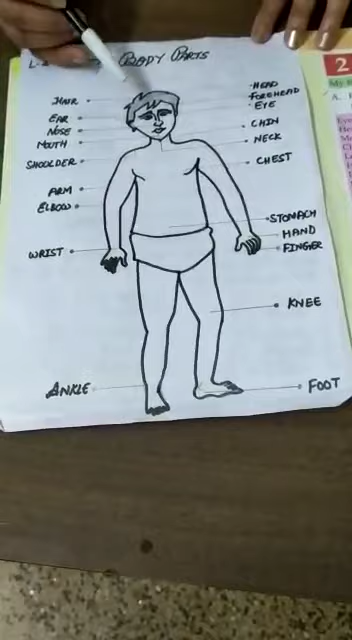 BODY PARTS
HAIR
EAR
NOSE
MOUTH
SHOULDER
ARM
ELBOW
WRIST
ANKLE
HEAD
FOREHEAD
EYE
CHIN
NECK
CHEST
STOMACH
HAND
FINGER
KNEE
FOOT
2